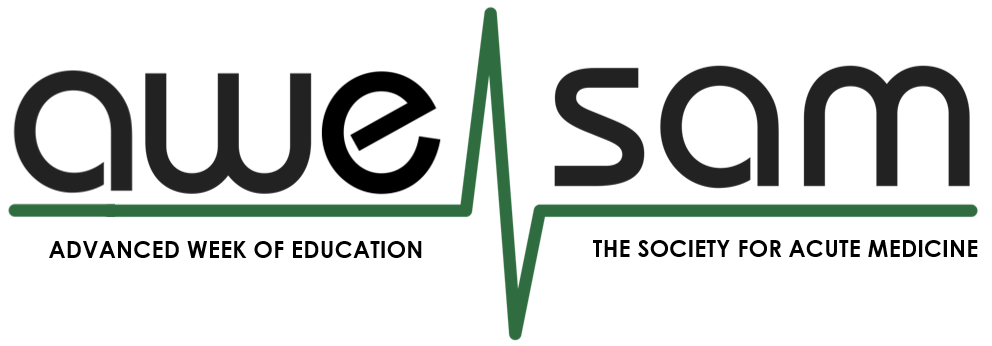 awe sam
ADVANCED WEEK OF EDUCATION
THE SOCIETY FOR ACUTE MEDICINE